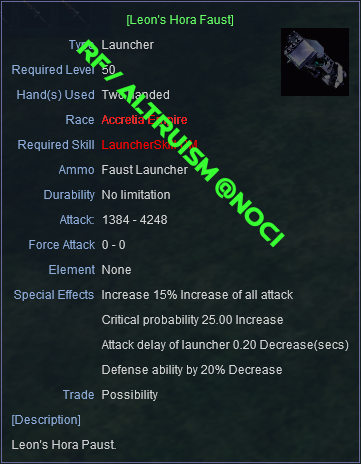 [Leon's Hora Faust]
Type Launcher
Required Level 50
Hand(s) Used Two Handed
Race Accretia Empire
Required Skill
Ammo Faust Launcher
Durability No limitation
Attack: 1384 - 4248
Force Attack 0 - 0
Element None
Special Effects Increase 15% Increase of all attack
Critical probability 25.00 Increase
Attack delay of launcher 0.20 Decrease(secs)
Defense ability by 20% Decrease
Trade Possibility
[Description]
Leon's Hora Paust.
RF/ ALTRUISM @NOCI